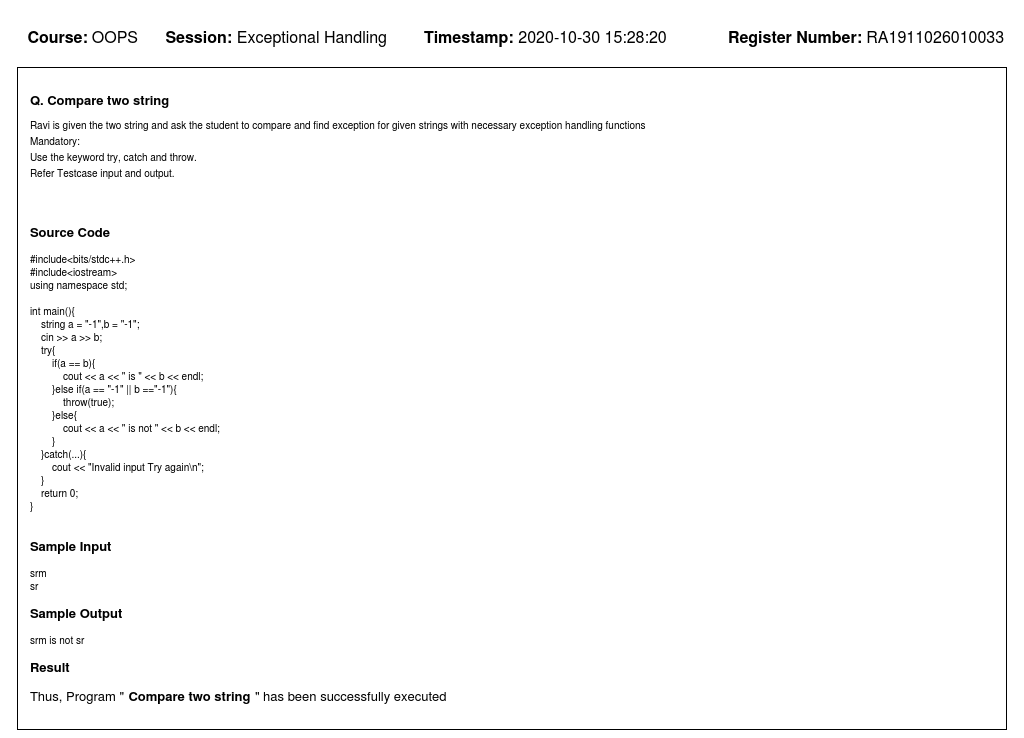 Course: OOPS Session: Exceptional Handling Timestamp: 2020-10-30 15:28:20 Register Number: RA1911026010033
Q. Compare two string
Ravi is given the two string and ask the student to compare and find exception for given strings with necessary exception handling functions
Mandatory:
Use the keyword try, catch and throw.
Refer Testcase input and output.
Source Code
#include<bits/stdc++.h>
#include<iostream>
using namespace std;
int main(){
    string a = "-1",b = "-1";
    cin >> a >> b;
    try{
        if(a == b){
            cout << a << " is " << b << endl;
        }else if(a == "-1" || b =="-1"){
            throw(true);
        }else{
            cout << a << " is not " << b << endl;
        }
    }catch(...){
        cout << "Invalid input Try again\n";
    }
    return 0;
}
Sample Input
srm
sr
Sample Output
srm is not sr
Result
Thus, Program " Compare two string " has been successfully executed